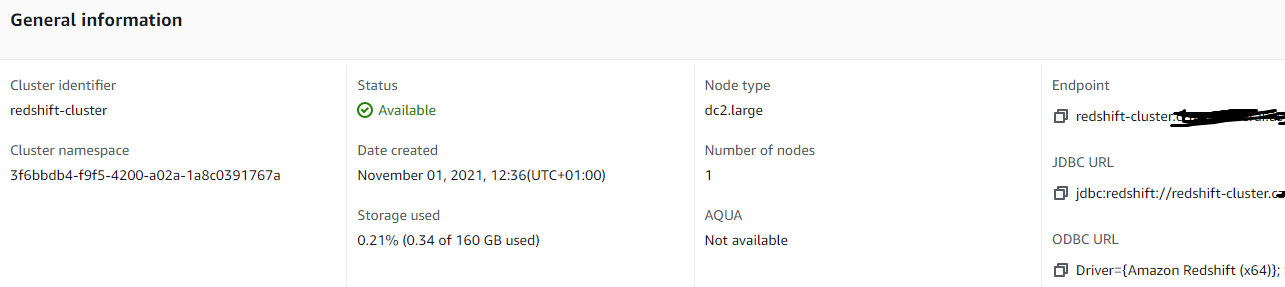 General information
Cluster identifier
redshift-cluster
Cluster namespace
3f6bbdb4-f9f5-4200-a02a-1a8c0391767a
Status
Available
Date created
November 01, 2021, 12:36(UTC+01:00)
Storage used
0.21% (0.34 of 160 GB used)
Node type
dc2.large
Number of nodes
1
AQUA
Not available
Endpoint
redshift-cluster.
JDBC URL
jdbc:redshift://redshift-cluster.
ODBC URL
Driver={Amazon Redshift (x64)};